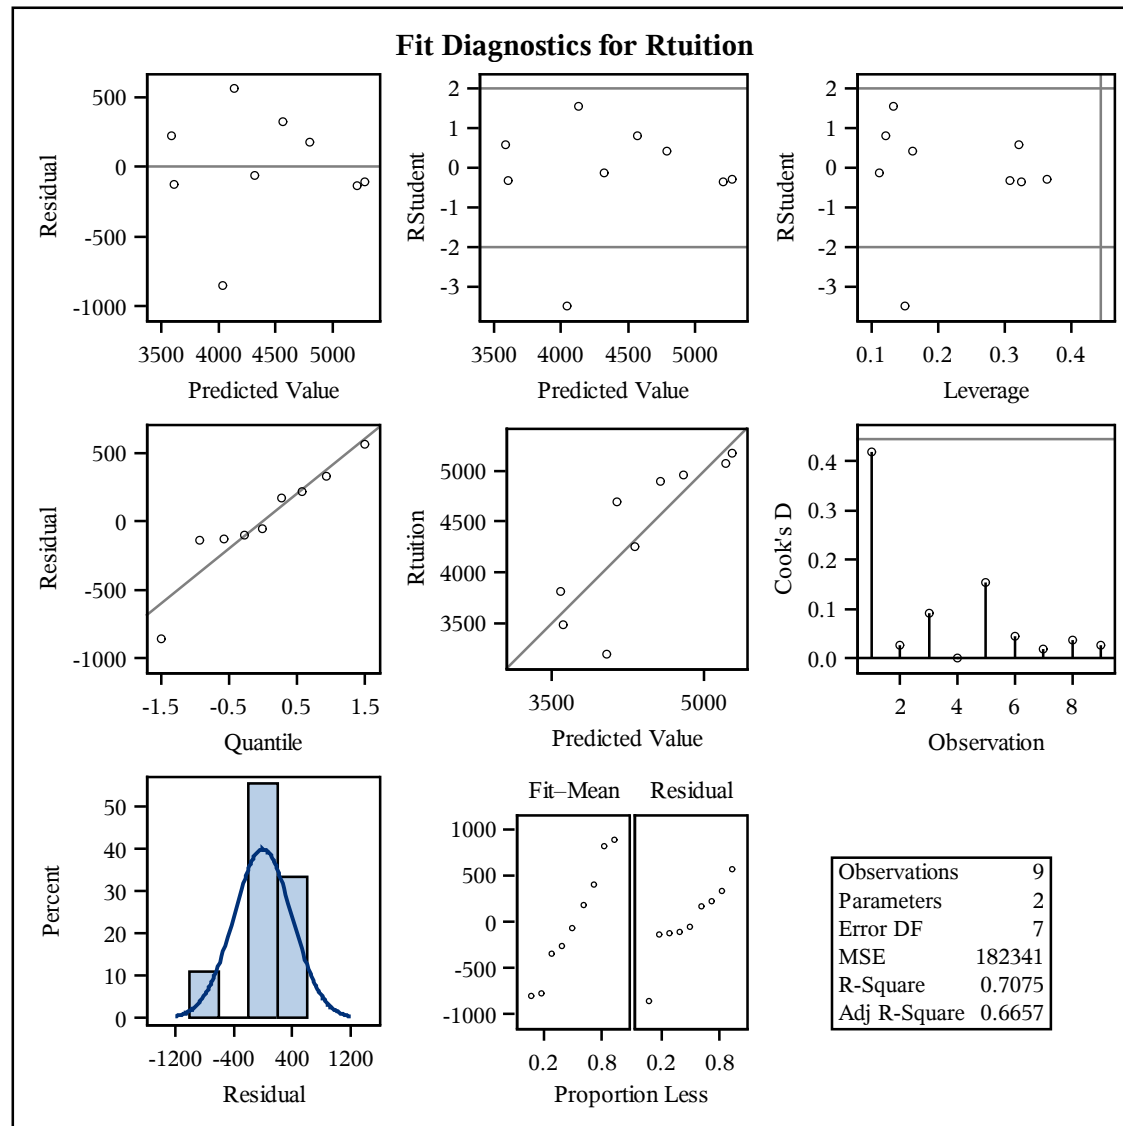 Fit Diagnostics for Rtuition
500
0
-500
-1000
Residual
3500 4000 4500 5000
Predicted Value
2
1
0
-1
-2
-3
RStudent
3500 4000 4500 5000
Predicted Value
2
1
0
-1
-2
-3
RStudent
0.1 0.2 0.3 0.4
Leverage
500
0
-500
-1000
Residual
-1.5 -0.5 0.5 1.5
Quantile
5000
4500
4000
3500
Rtuition
3500 5000
Predicted Value
0.4
0.3
0.2
0.1
0.0
Cook's D
2 4 6 8
Observation
50
40
30
20
10
0
Percent
-1200 -400 400 1200
Residual
Fit–Mean Residual
1000
500
0
-500
-1000
0.2 0.8 0.2 0.8
Proportion Less
Observations 9
Parameters 2
Error DF 7
MSE 182341
R-Square 0.7075
Adj R-Square 0.6657